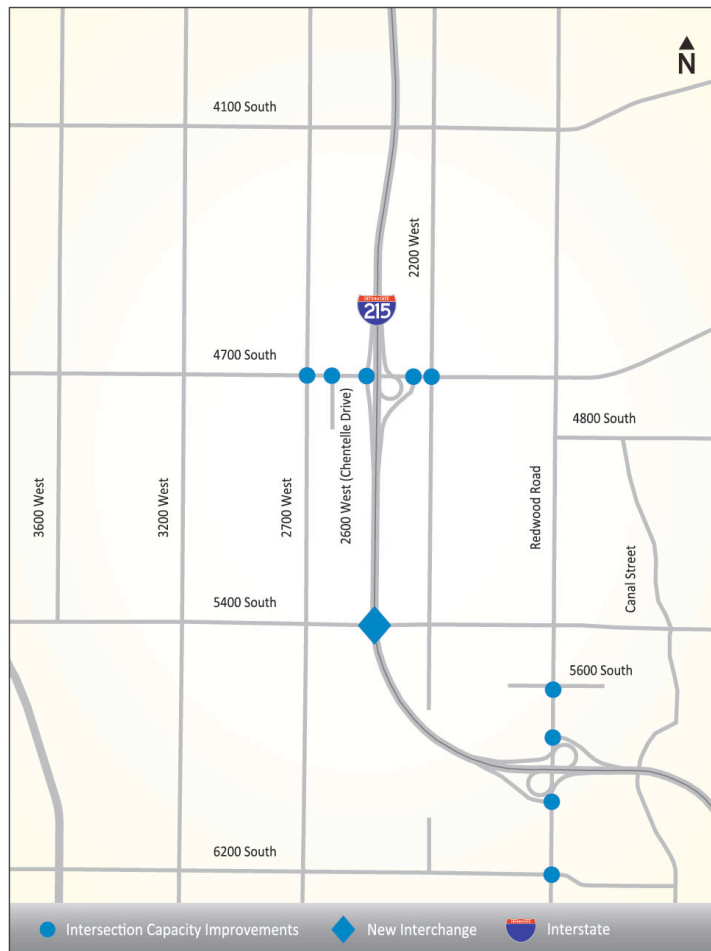 N
4100 South
2200 West
INTERSTATE
215
4700 South
2600 West (Chentelle Drive)
4800 South
3600 West
3200 West
2700 West
Redwood Road
Canal Street
5400 South
5600 South
6200 South
Intersection Capacity Improvements
New Interchange
Interstate